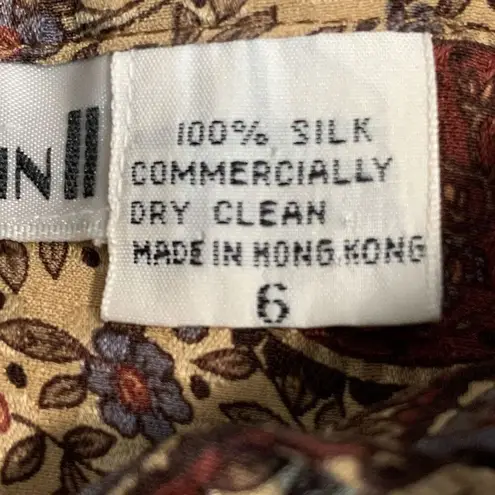 100% SILK
COMMERCIALLY
DRY CLEAN
MADE IN HONG KONG
6